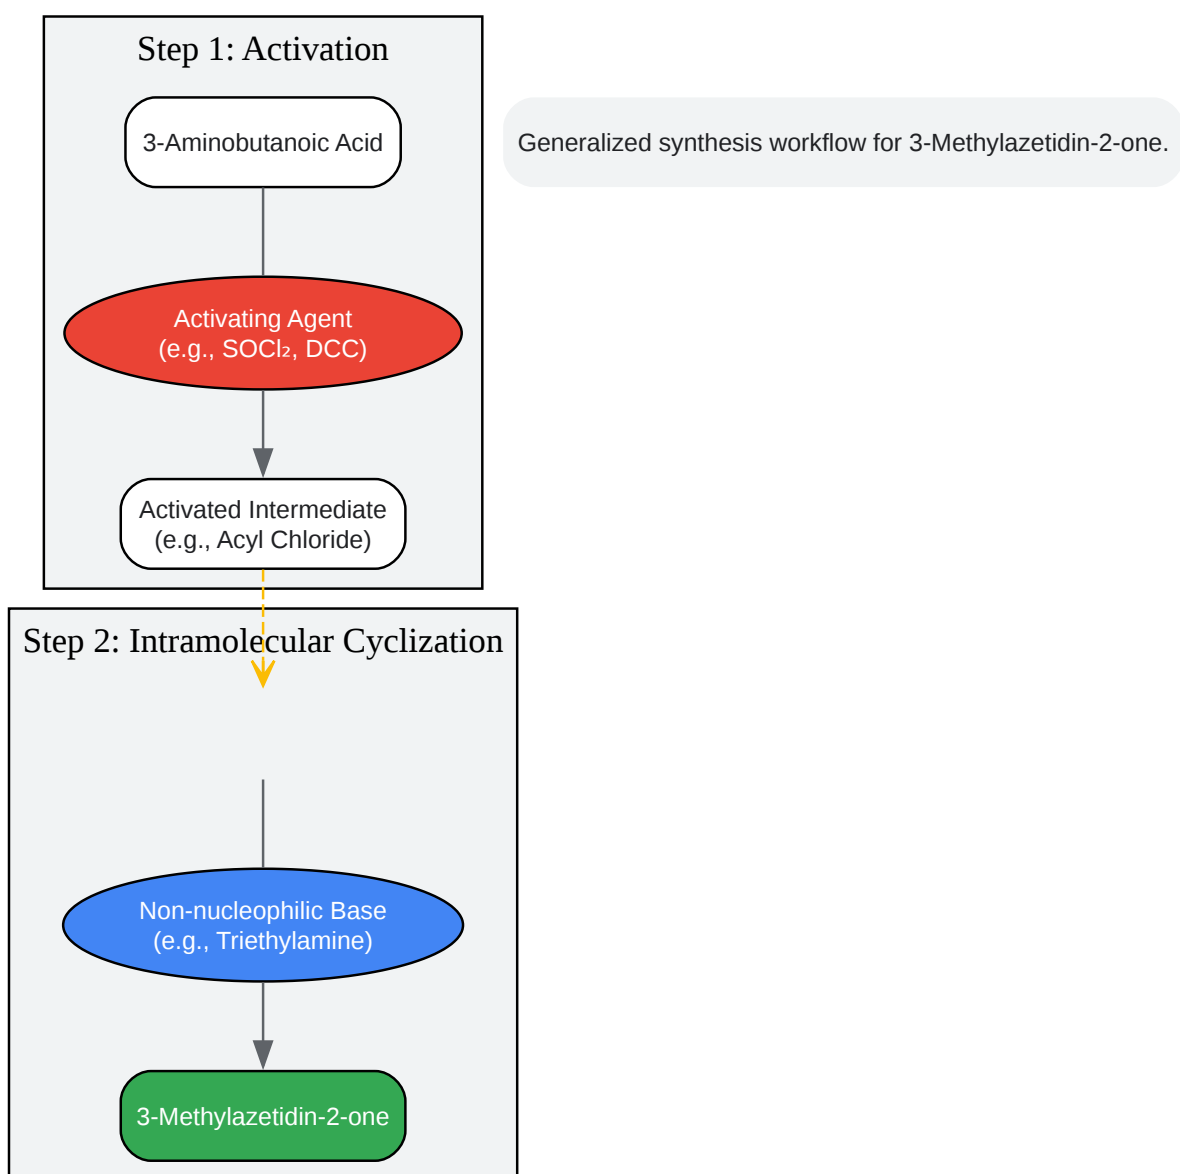 Step 1: Activation
3-Aminobutanoic Acid
Generalized synthesis workflow for 3-Methylazetidin-2-one.
Activating Agent
(e.g., SOCl₂, DCC)
Activated Intermediate
(e.g., Acyl Chloride)
Step 2: Intramolecular Cyclization
Non-nucleophilic Base
(e.g., Triethylamine)
3-Methylazetidin-2-one